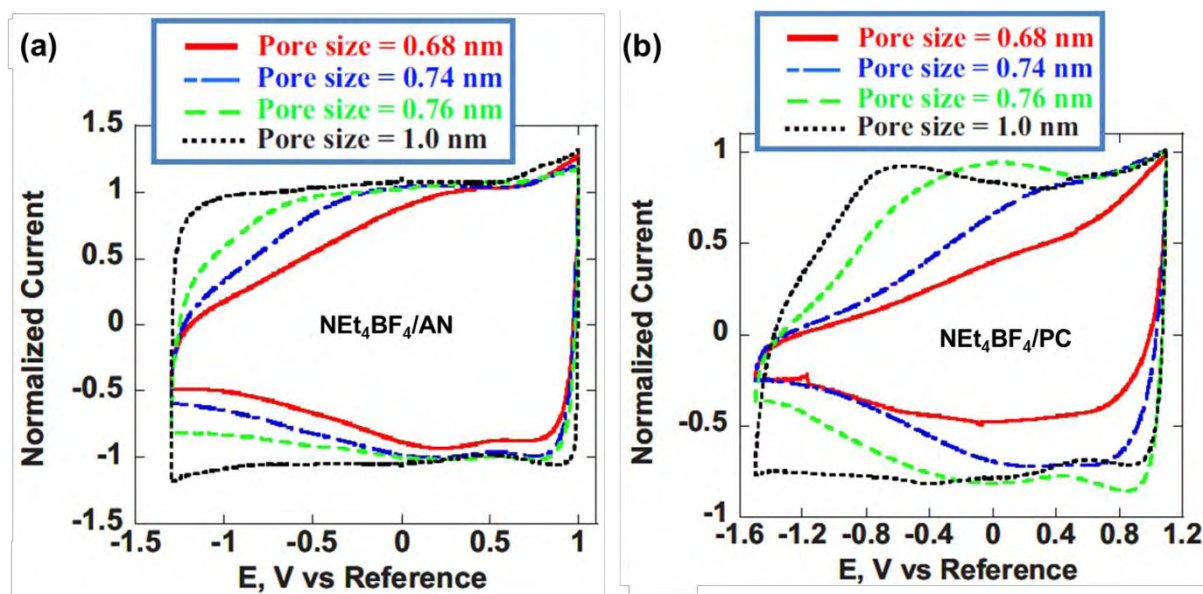 (a)
Pore size = 0.68 nm
Pore size = 0.74 nm
Pore size = 0.76 nm
Pore size = 1.0 nm
1.5
1
0.5
0
-0.5
-1
-1.5
Normalized Current
NEt₄BF₄/AN
-1.5 -1 -0.5 0 0.5 1
E, V vs Reference
(b)
Pore size = 0.68 nm
Pore size = 0.74 nm
Pore size = 0.76 nm
Pore size = 1.0 nm
1
0.5
0
-0.5
-1
Normalized Current
NEt₄BF₄/PC
-1.6 -1.2 -0.8 -0.4 0 0.4 0.8 1.2
E, V vs Reference